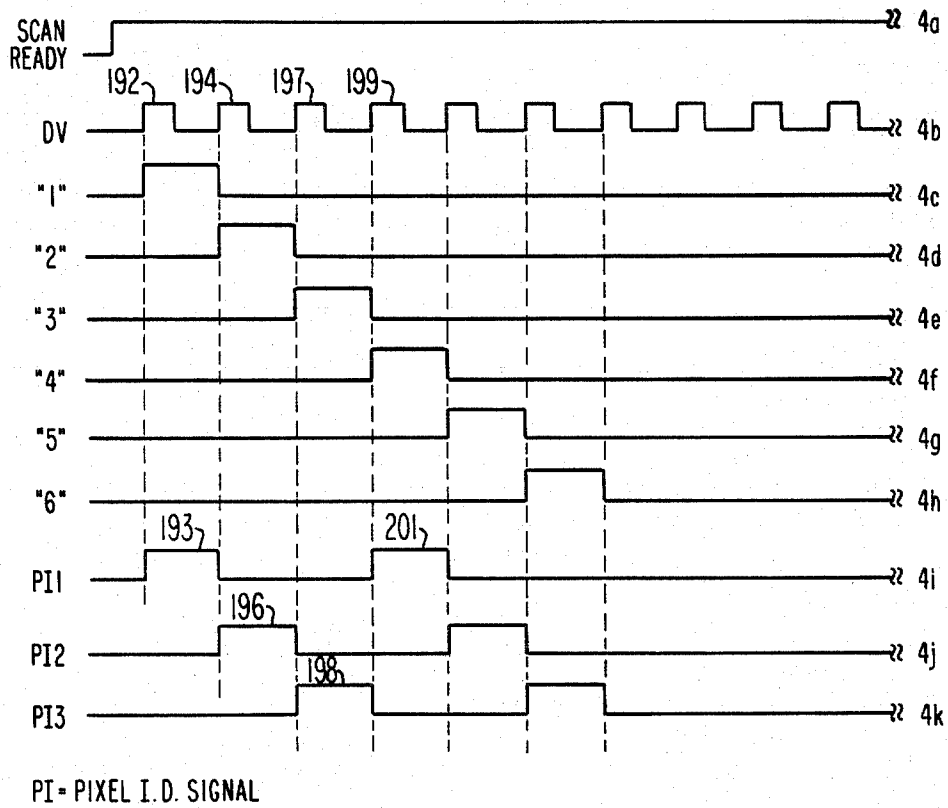 SCAN READY 4a
192 194 197 199
DV 4b
"1" 4c
"2" 4d
"3" 4e
"4" 4f
"5" 4g
"6" 4h
193 201
PI1 4i
196
PI2 4j
198
PI3 4k
PI= PIXEL I.D. SIGNAL